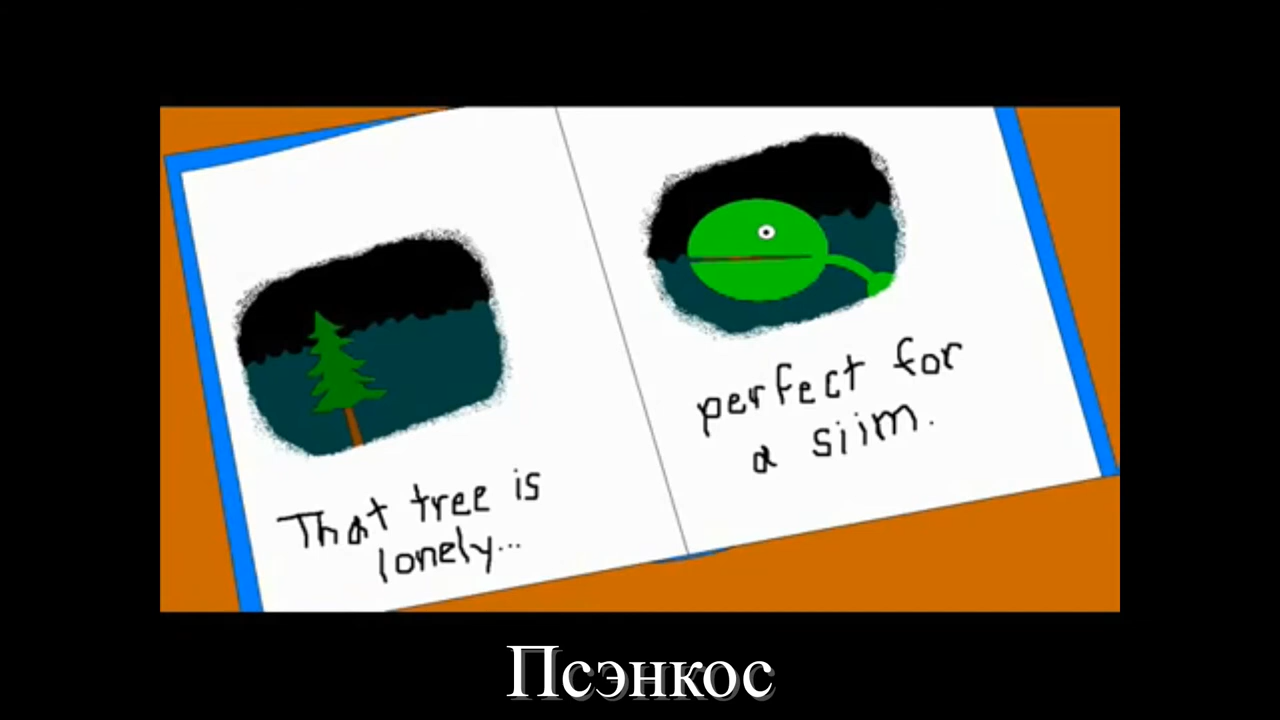 That tree is
lonely...
perfect for
a siim.
Псэнкос